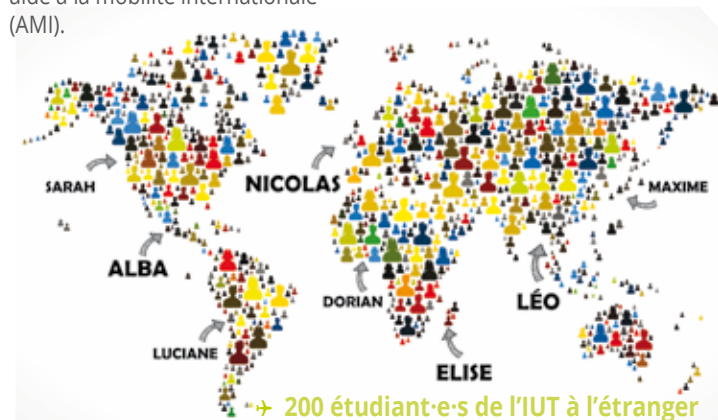 (AMI).
SARAH
NICOLAS
MAXIME
ALBA
DORIAN
LÉO
LUCIANE
ELISE
200 étudiant·e·s de l'IUT à l'étranger